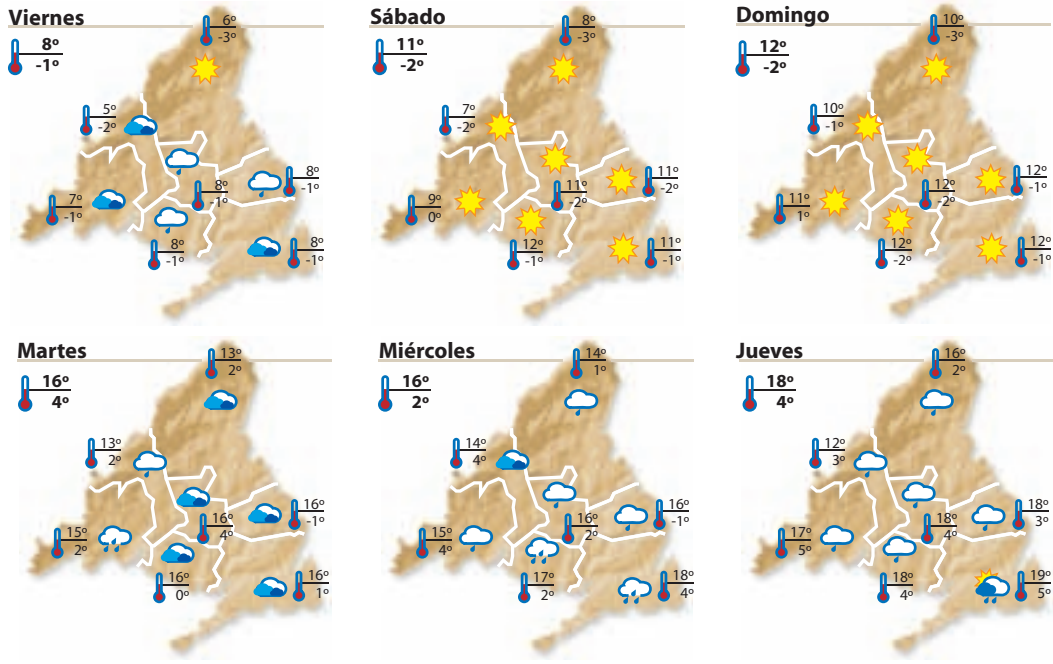 Viernes
8º
-1º
6º
-3º
5º
-2º
8º
-1º
7º
-1º
8º
-1º
8º
-1º
8º
-1º
Sábado
11º
-2º
8º
-3º
7º
-2º
11º
-2º
9º
0º
11º
-2º
12º
-1º
11º
-1º
Domingo
12º
-2º
10º
-3º
10º
-1º
12º
-1º
11º
1º
12º
-2º
12º
-2º
12º
-1º
Martes
16º
4º
13º
2º
13º
2º
16º
-1º
15º
2º
16º
4º
16º
0º
16º
1º
Miércoles
16º
2º
14º
1º
14º
4º
16º
-1º
15º
4º
16º
2º
17º
2º
18º
4º
Jueves
18º
4º
16º
2º
12º
3º
18º
3º
17º
5º
18º
4º
18º
4º
19º
5º